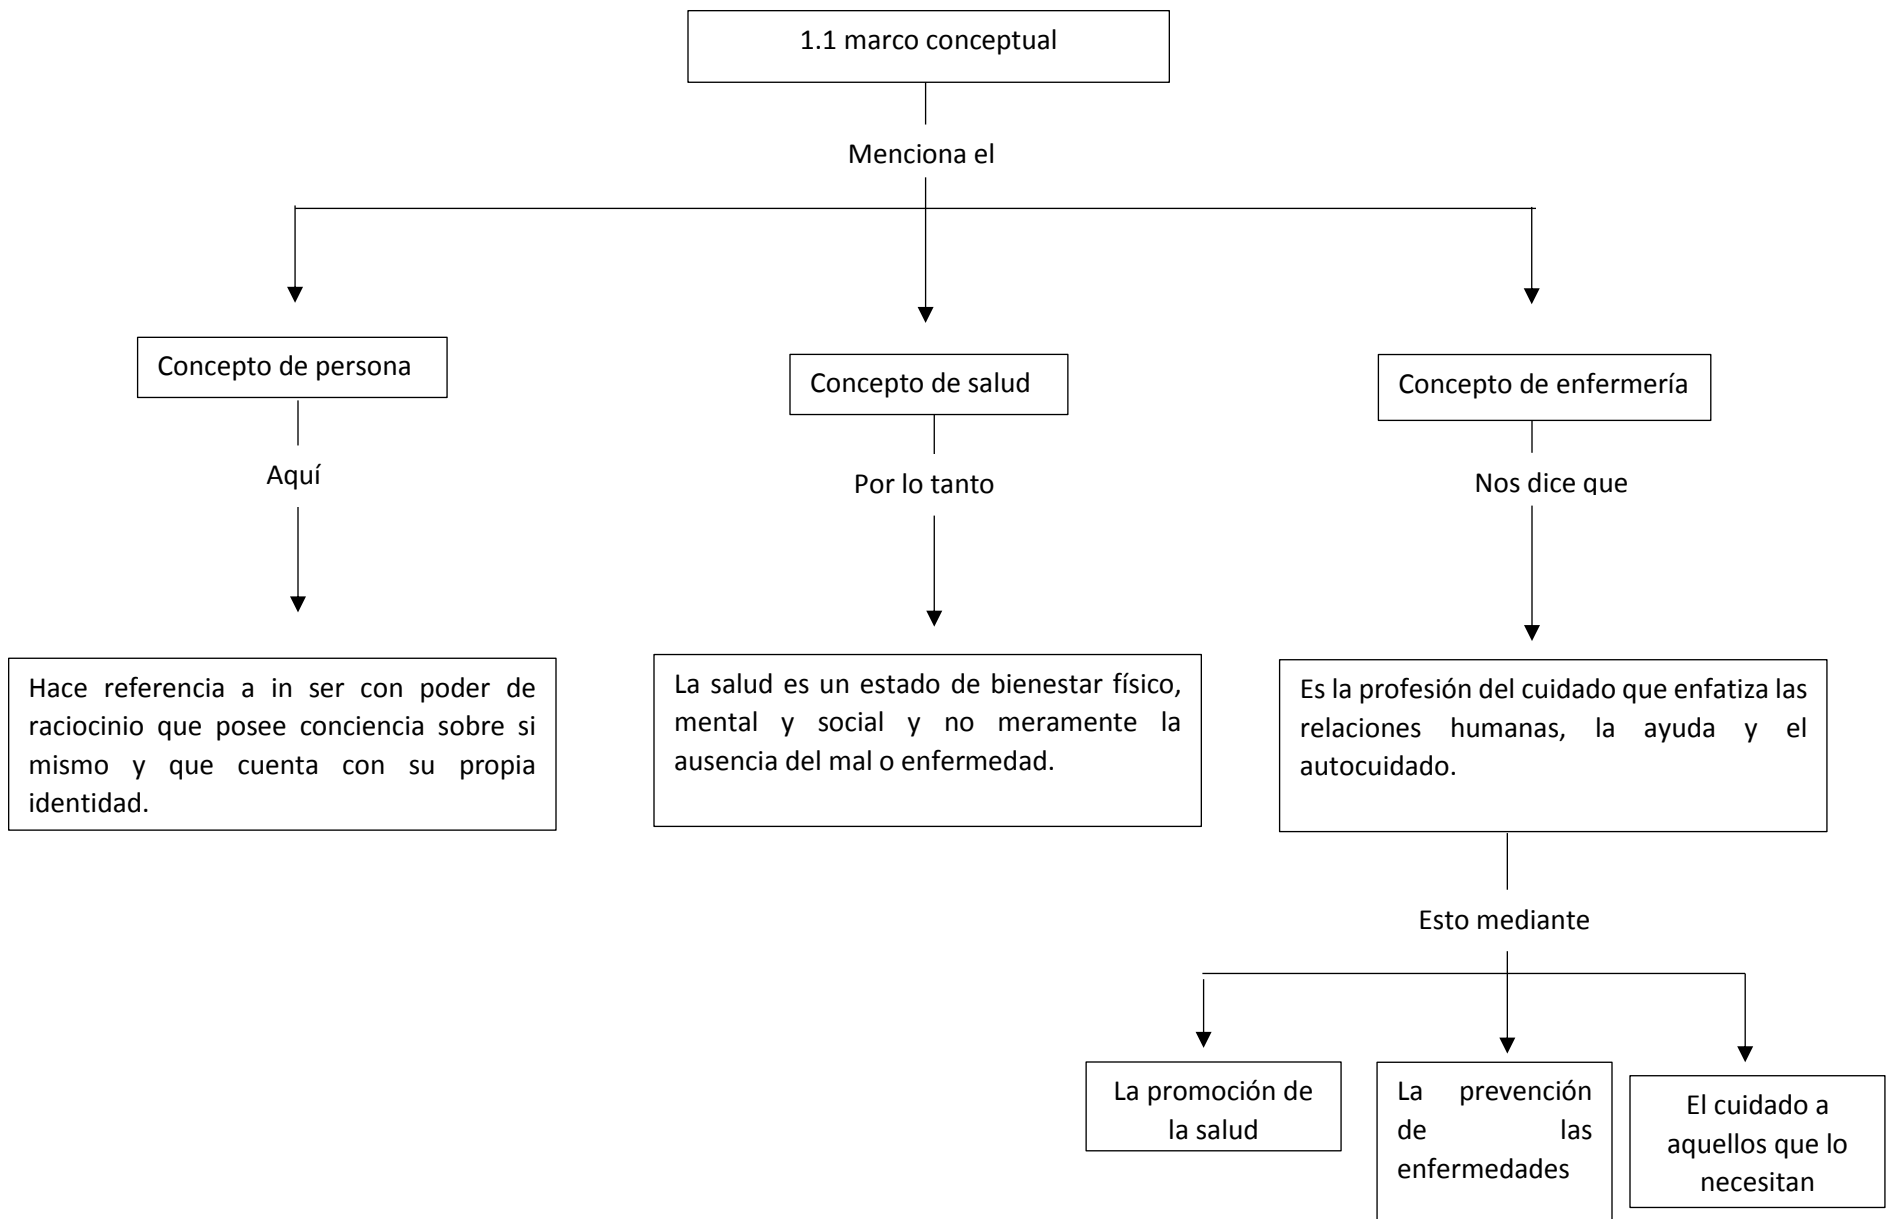 1.1 marco conceptual
Menciona el
Concepto de persona
Concepto de salud
Concepto de enfermería
Aquí
Por lo tanto
Nos dice que
Hace referencia a in ser con poder de
raciocinio que posee conciencia sobre si
mismo y que cuenta con su propia
identidad.
La salud es un estado de bienestar físico,
mental y social y no meramente la
ausencia del mal o enfermedad.
Es la profesión del cuidado que enfatiza las
relaciones humanas, la ayuda y el
autocuidado.
Esto mediante
La promoción de
la salud
La prevención
de las
enfermedades
El cuidado a
aquellos que lo
necesitan